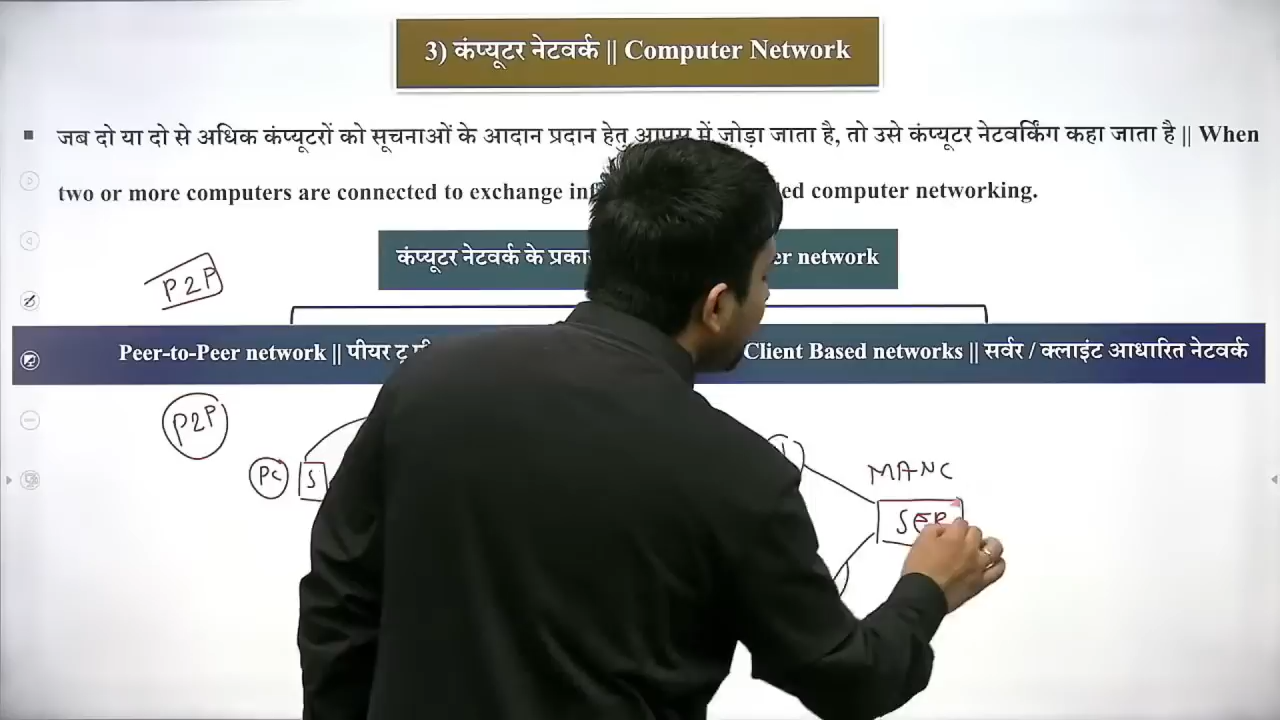 3) कंप्यूटर नेटवर्क || Computer Network
जब दो या दो से अधिक कंप्यूटरों को सूचनाओं के आदान प्रदान हेतु आपस में जोड़ा जाता है, तो उसे कंप्यूटर नेटवर्किंग कहा जाता है || When
two or more computers are connected to exchange computer networking.
कंप्यूटर नेटवर्क के network
P2P
Peer-to-Peer network || पीयर टू
Client Based networks || सर्वर / क्लाइंट आधारित नेटवर्क
P2P
PC S
MANC
SER